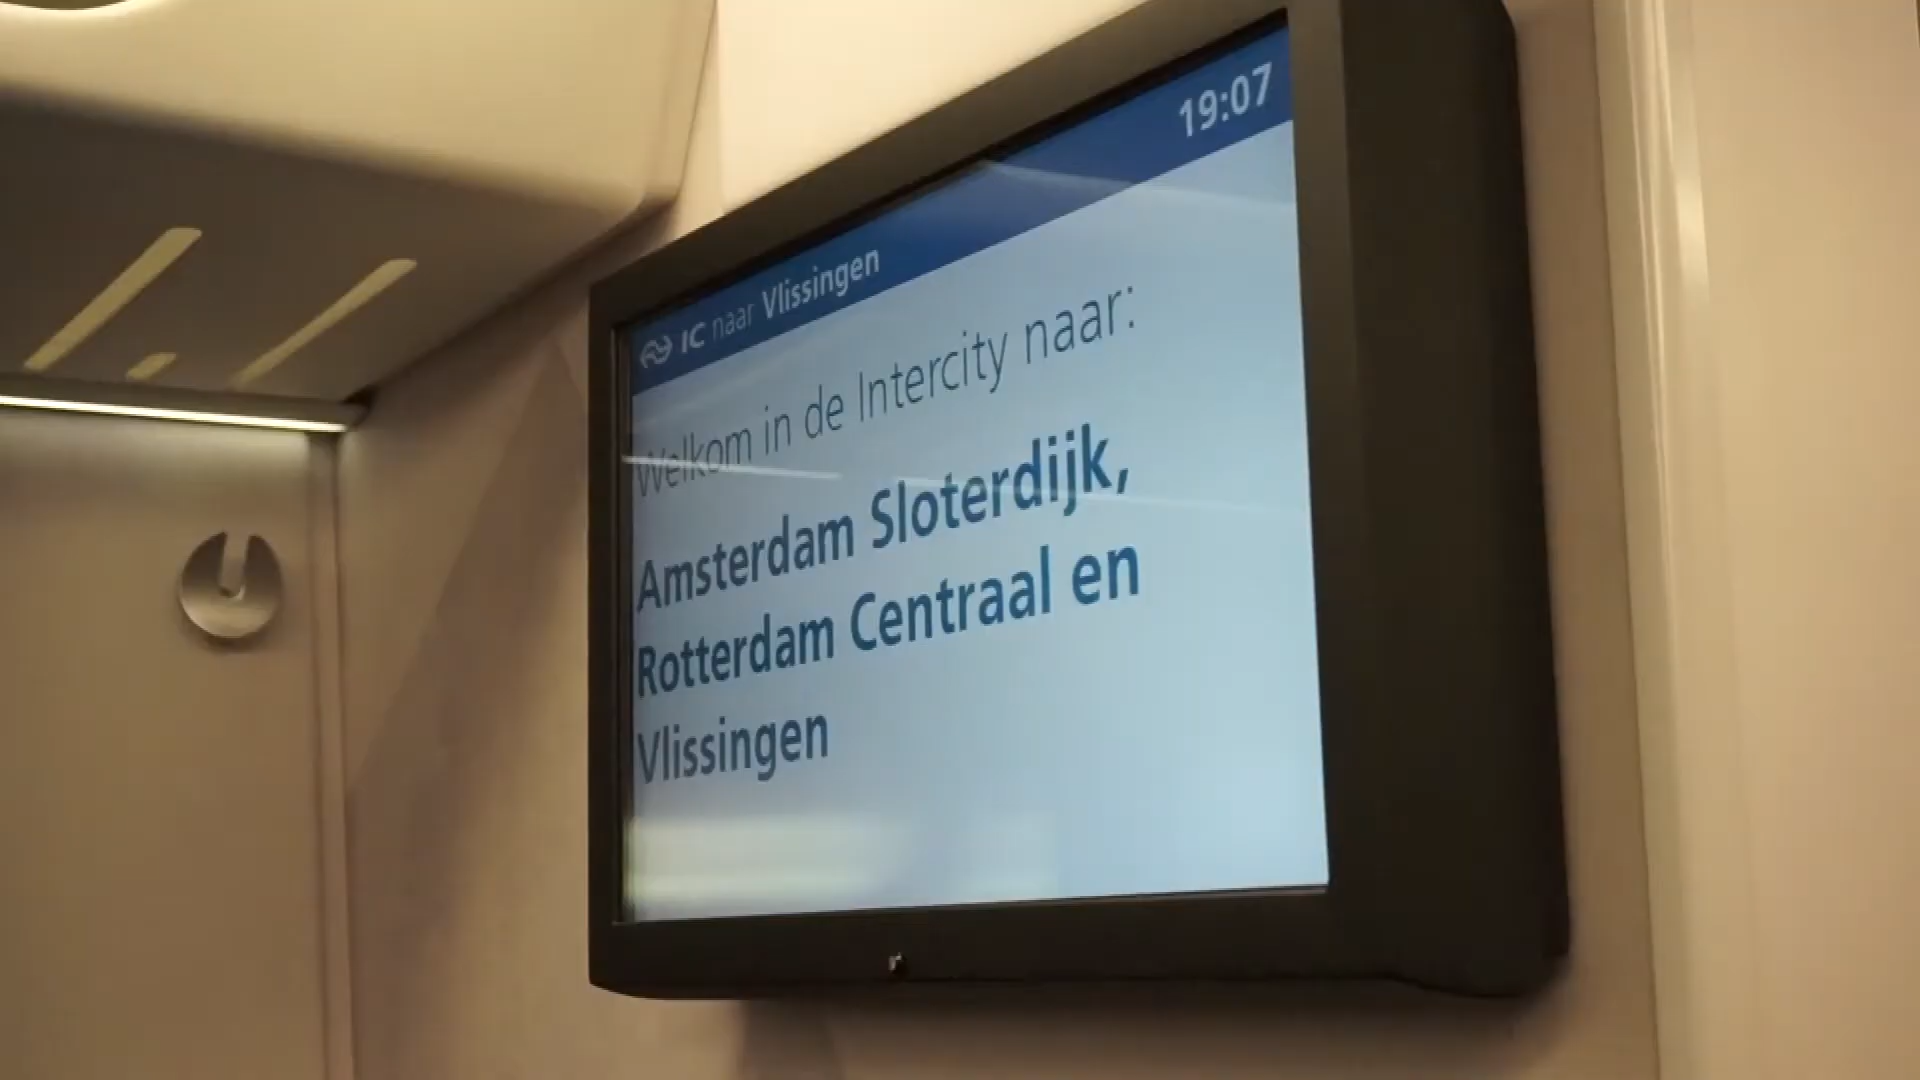 IC naar Vlissingen 19:07
Welkom in de Intercity naar:
Amsterdam Sloterdijk,
Rotterdam Centraal en
Vlissingen